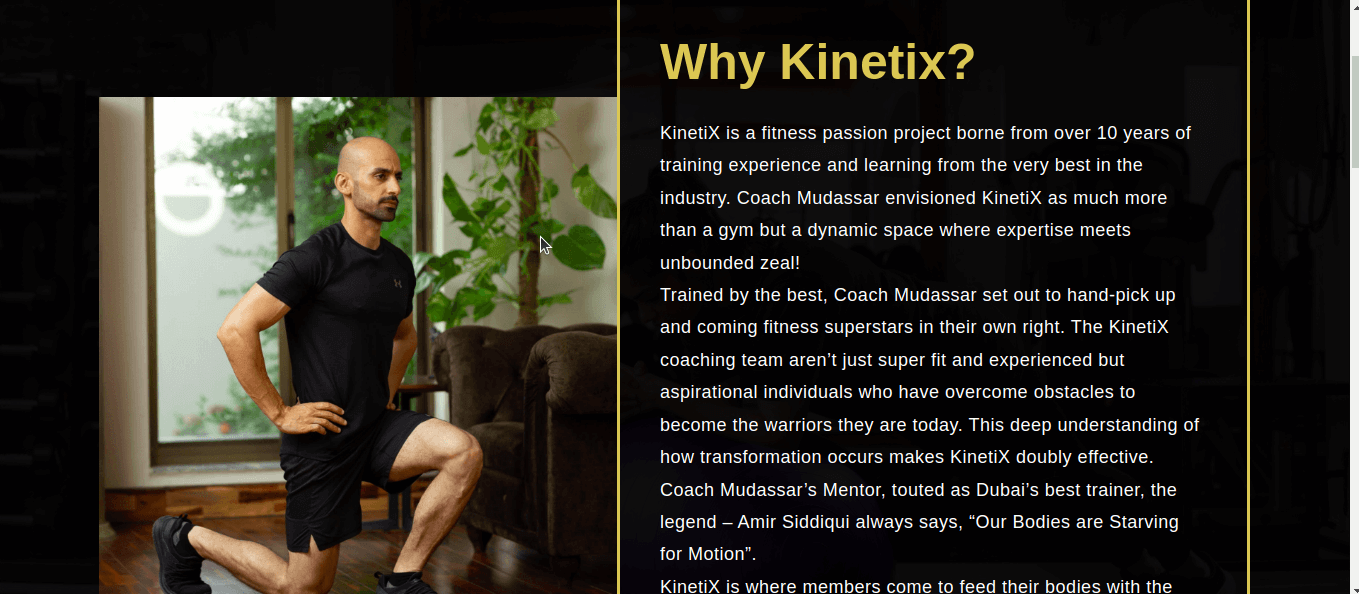 Why Kinetix?
KinetiX is a fitness passion project borne from over 10 years of
training experience and learning from the very best in the
industry. Coach Mudassar envisioned KinetiX as much more
than a gym but a dynamic space where expertise meets
unbounded zeal!
Trained by the best, Coach Mudassar set out to hand-pick up
and coming fitness superstars in their own right. The KinetiX
coaching team aren’t just super fit and experienced but
aspirational individuals who have overcome obstacles to
become the warriors they are today. This deep understanding of
how transformation occurs makes KinetiX doubly effective.
Coach Mudassar’s Mentor, touted as Dubai’s best trainer, the
legend – Amir Siddiqui always says, “Our Bodies are Starving
for Motion”.
KinetiX is where members come to feed their bodies with the